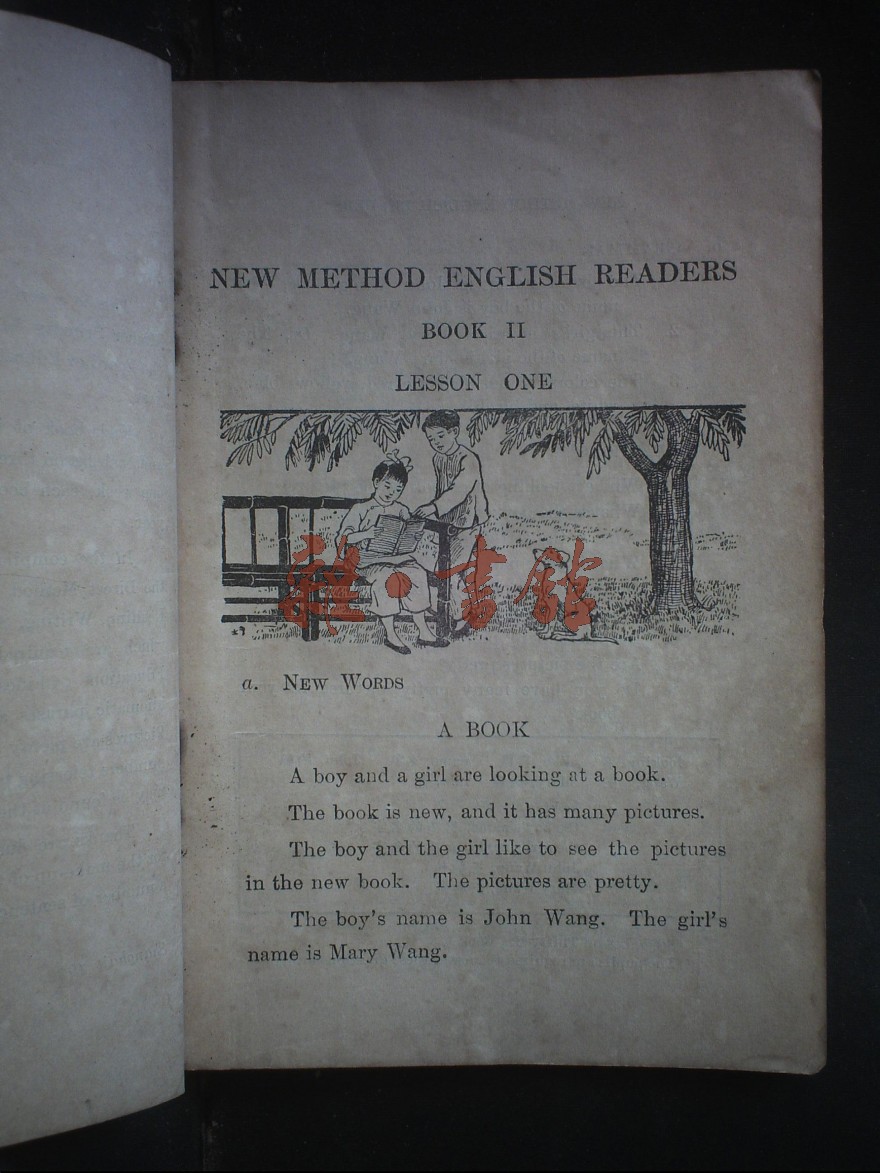 NEW METHOD ENGLISH READERS
BOOK II
LESSON ONE
雜·書館
a. NEW WORDS
A BOOK
A boy and a girl are looking at a book.
The book is new, and it has many pictures.
The boy and the girl like to see the pictures
in the new book. The pictures are pretty.
The boy's name is John Wang. The girl's
name is Mary Wang.